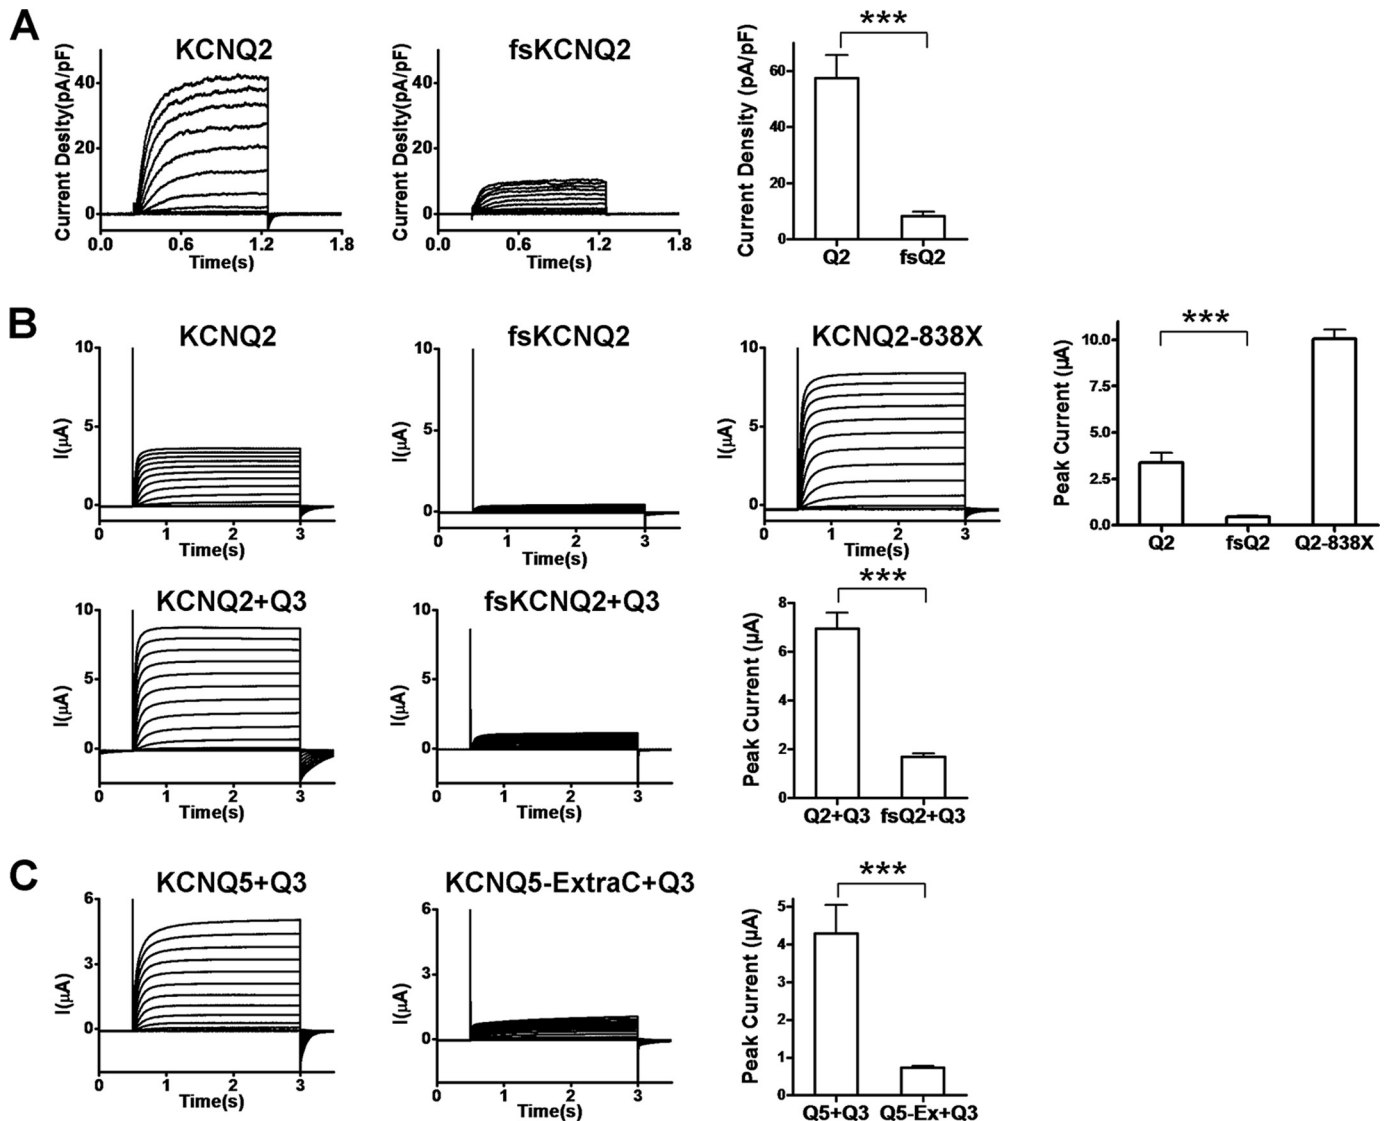 A
KCNQ2
Current Desity(pA/pF)
40
20
0
0.0 0.6 1.2 1.8
Time(s)
fsKCNQ2
Current Desity(pA/pF)
40
20
0
0.0 0.6 1.2 1.8
Time(s)
***
Current Density (pA/pF)
60
40
20
0
Q2 fsQ2
B
KCNQ2
I(μA)
10
5
0
0 1 2 3
Time(s)
fsKCNQ2
I(μA)
10
5
0
0 1 2 3
Time(s)
KCNQ2-838X
I(μA)
10
5
0
0 1 2 3
Time(s)
***
Peak Current (μA)
10.0
7.5
5.0
2.5
0.0
Q2 fsQ2 Q2-838X
KCNQ2+Q3
I(μA)
10
5
0
0 1 2 3
Time(s)
fsKCNQ2+Q3
I(μA)
10
5
0
0 1 2 3
Time(s)
***
Peak Current (μA)
8
6
4
2
0
Q2+Q3 fsQ2+Q3
C
KCNQ5+Q3
I(μA)
6
3
0
0 1 2 3
Time(s)
KCNQ5-ExtraC+Q3
I(μA)
6
3
0
0 1 2 3
Time(s)
***
Peak Current (μA)
5
4
3
2
1
0
Q5+Q3 Q5-Ex+Q3